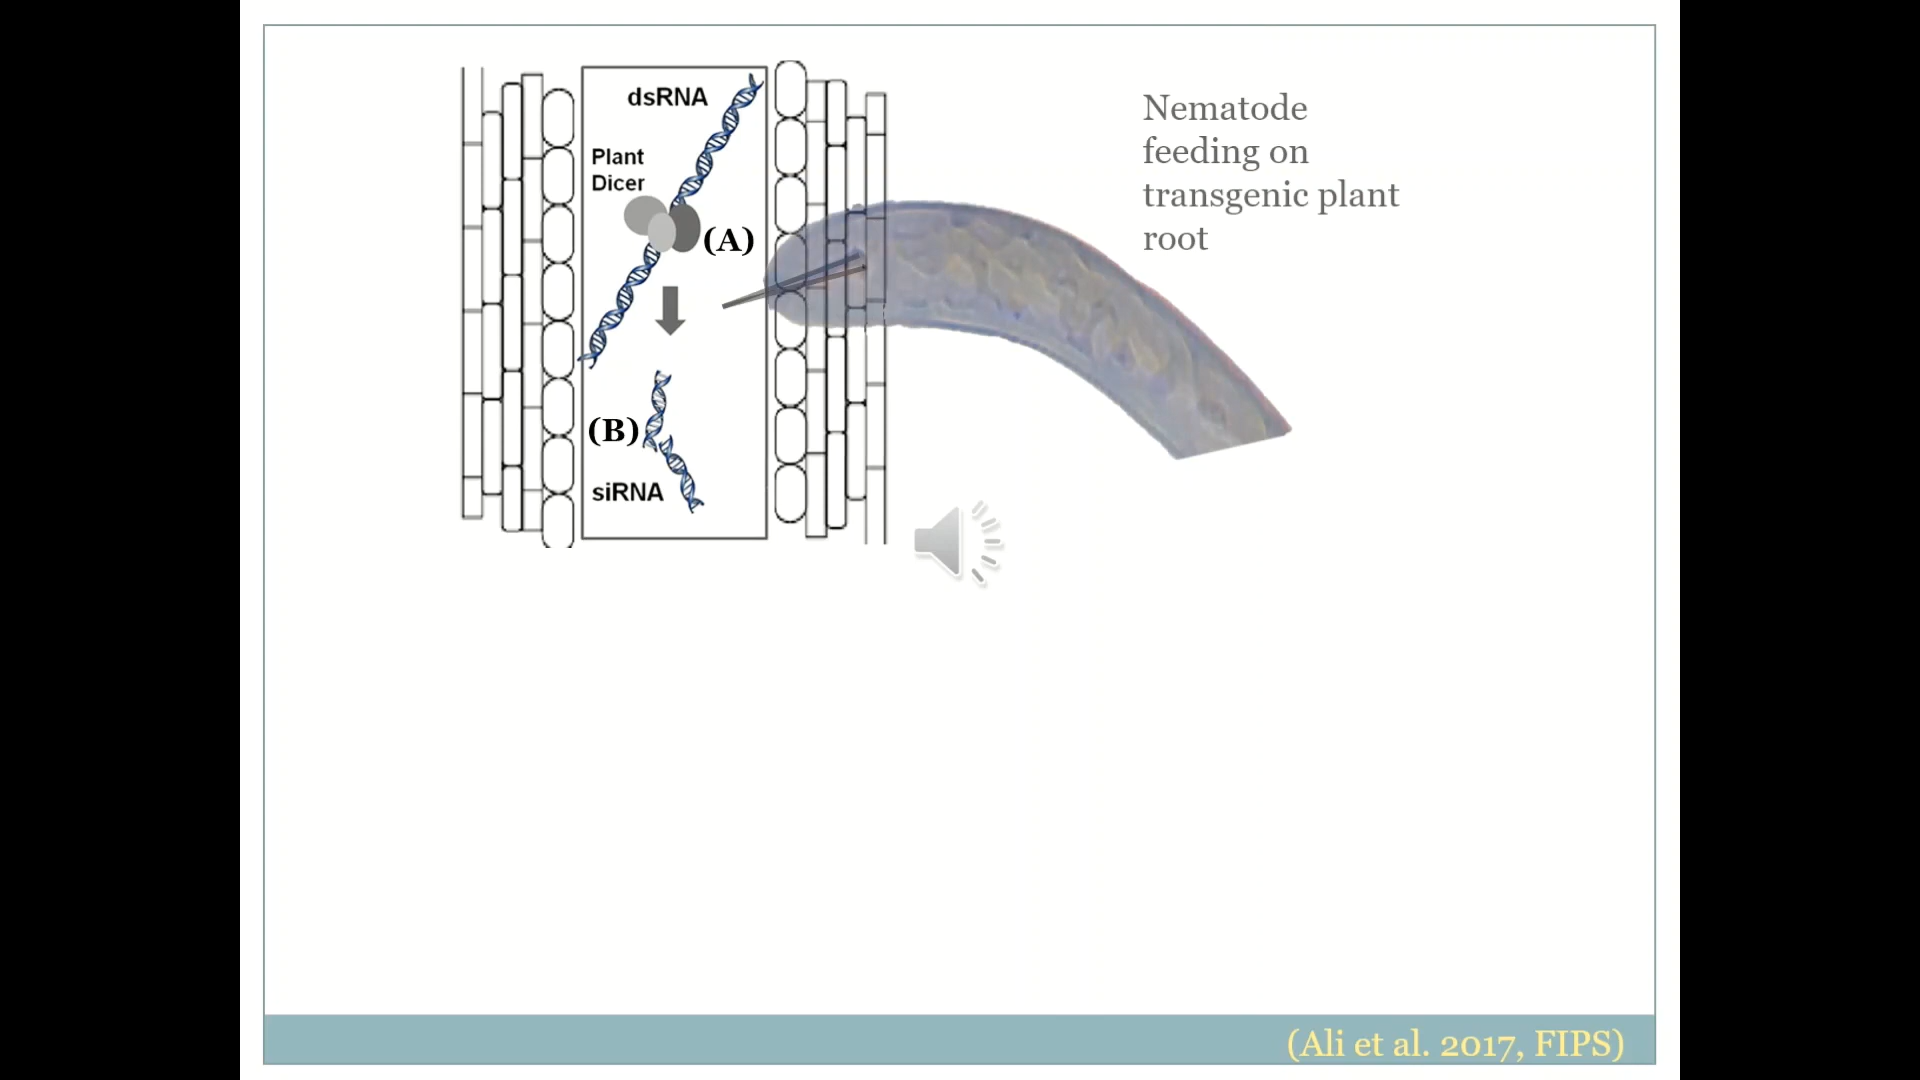 dsRNA
Plant
Dicer
(A)
(B)
siRNA
Nematode
feeding on
transgenic plant
root
(Ali et al. 2017, FIPS)